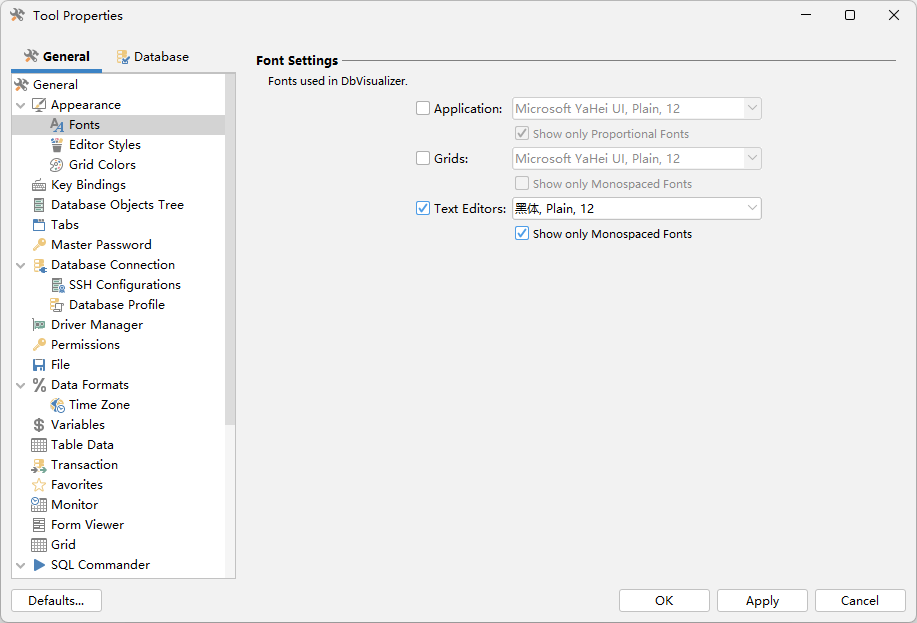 Tool Properties
General
Database
General
Appearance
Fonts
Editor Styles
Grid Colors
Key Bindings
Database Objects Tree
Tabs
Master Password
Database Connection
SSH Configurations
Database Profile
Driver Manager
Permissions
File
Data Formats
Time Zone
Variables
Table Data
Transaction
Favorites
Monitor
Form Viewer
Grid
SQL Commander
Font Settings
Fonts used in DbVisualizer.
Application: Microsoft YaHei UI, Plain, 12
Show only Proportional Fonts
Grids: Microsoft YaHei UI, Plain, 12
Show only Monospaced Fonts
Text Editors: 黑体, Plain, 12
Show only Monospaced Fonts
Defaults...
OK
Apply
Cancel